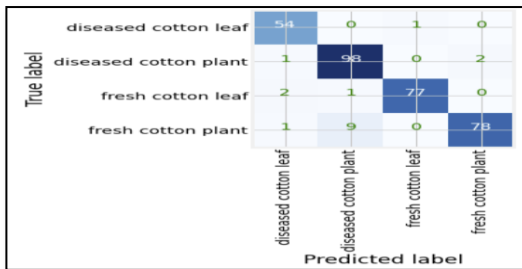 diseased cotton leaf 54 0 1 0
diseased cotton plant 1 98 0 2
fresh cotton leaf 2 1 77 0
fresh cotton plant 1 9 0 78
True label
diseased cotton leaf
diseased cotton plant
fresh cotton leaf
fresh cotton plant
Predicted label